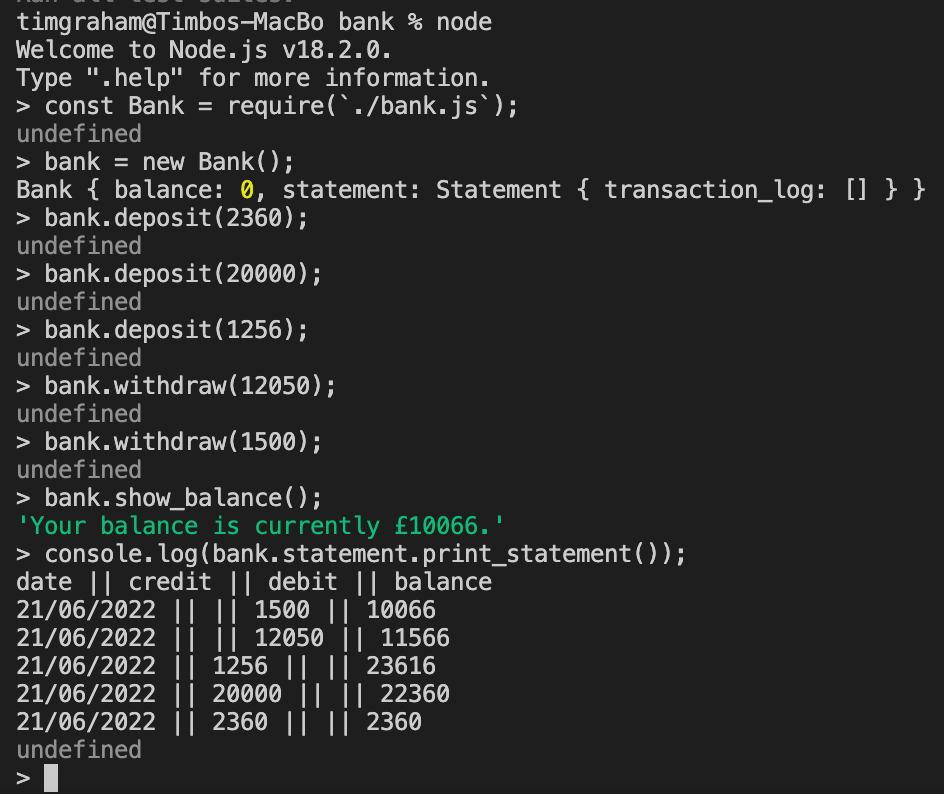 Ran all test suites.
timgraham@Timbos-MacBo bank % node
Welcome to Node.js v18.2.0.
Type ".help" for more information.
> const Bank = require(`./bank.js`);
undefined
> bank = new Bank();
Bank { balance: 0, statement: Statement { transaction_log: [] } }
> bank.deposit(2360);
undefined
> bank.deposit(20000);
undefined
> bank.deposit(1256);
undefined
> bank.withdraw(12050);
undefined
> bank.withdraw(1500);
undefined
> bank.show_balance();
'Your balance is currently £10066.'
> console.log(bank.statement.print_statement());
date || credit || debit || balance
21/06/2022 || || 1500 || 10066
21/06/2022 || || 12050 || 11566
21/06/2022 || 1256 || || 23616
21/06/2022 || 20000 || || 22360
21/06/2022 || 2360 || || 2360
undefined
>